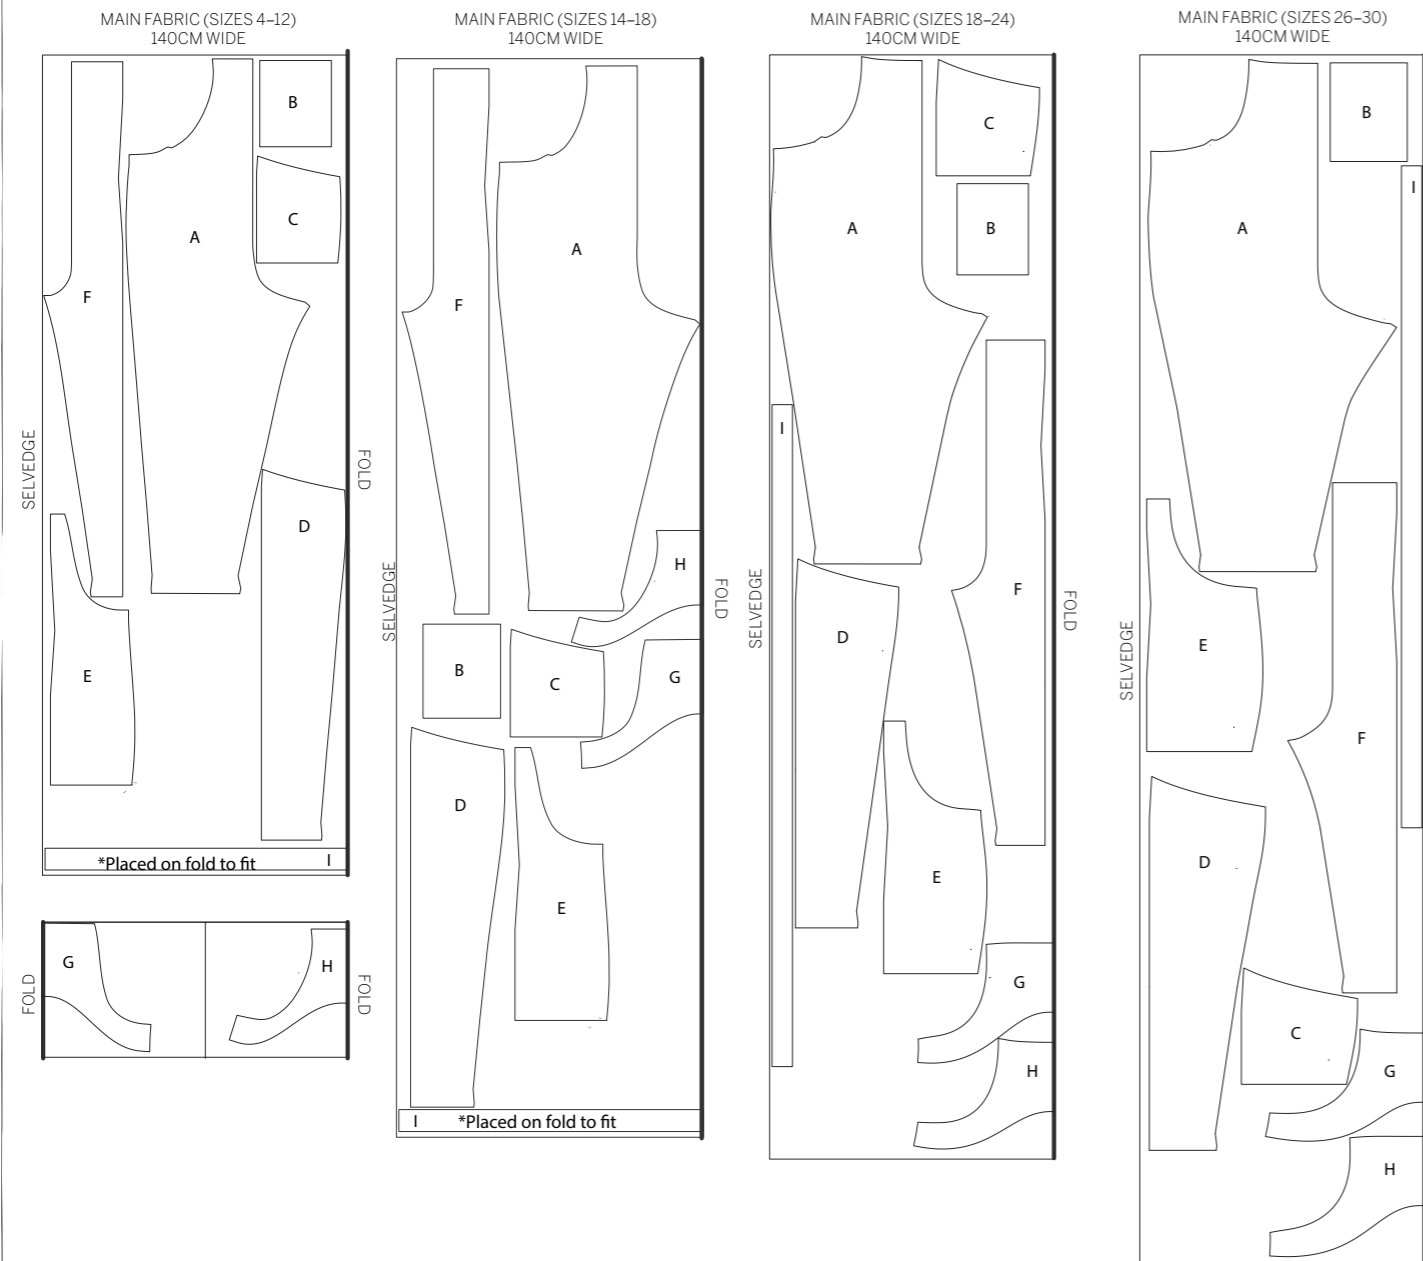 MAIN FABRIC (SIZES 4–12)
140CM WIDE
B
C
A
F
D
E
SELVEDGE
FOLD
*Placed on fold to fit
I
G
H
FOLD
FOLD
MAIN FABRIC (SIZES 14–18)
140CM WIDE
A
F
H
B
C
G
D
E
SELVEDGE
FOLD
I
*Placed on fold to fit
MAIN FABRIC (SIZES 18–24)
140CM WIDE
C
A
B
I
F
D
E
G
H
SELVEDGE
FOLD
MAIN FABRIC (SIZES 26–30)
140CM WIDE
B
I
A
E
F
D
C
G
H
SELVEDGE